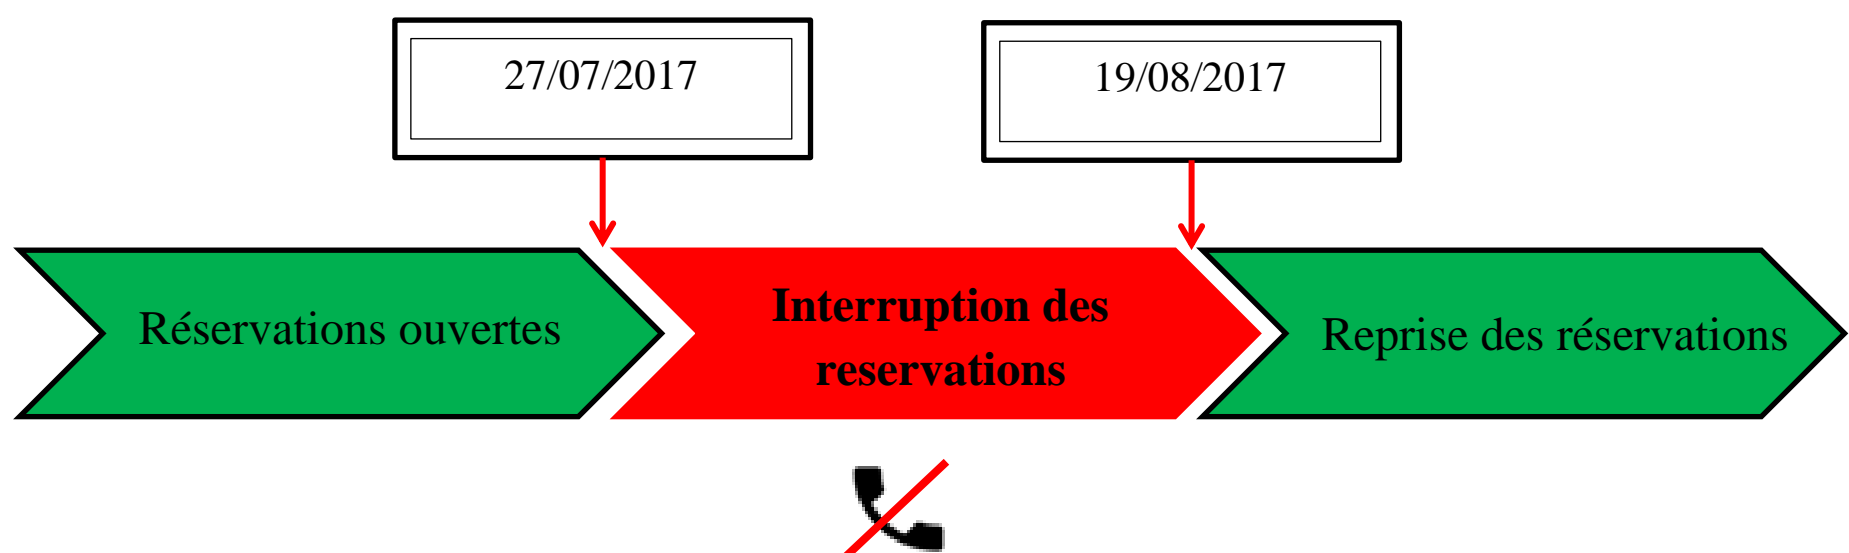 27/07/2017
19/08/2017
Réservations ouvertes
Interruption des
reservations
Reprise des réservations